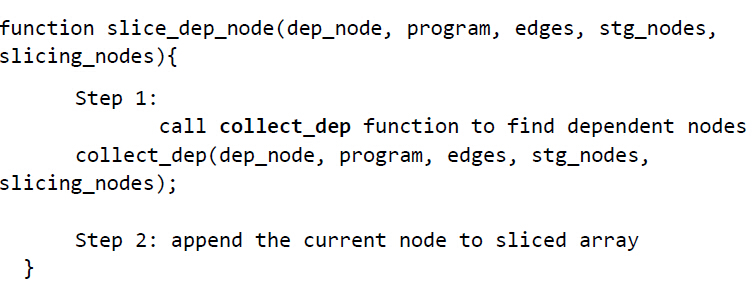 function slice_dep_node(dep_node, program, edges, stg_nodes,
slicing_nodes){
Step 1:
call collect_dep function to find dependent nodes
collect_dep(dep_node, program, edges, stg_nodes,
slicing_nodes);
Step 2: append the current node to sliced array
}